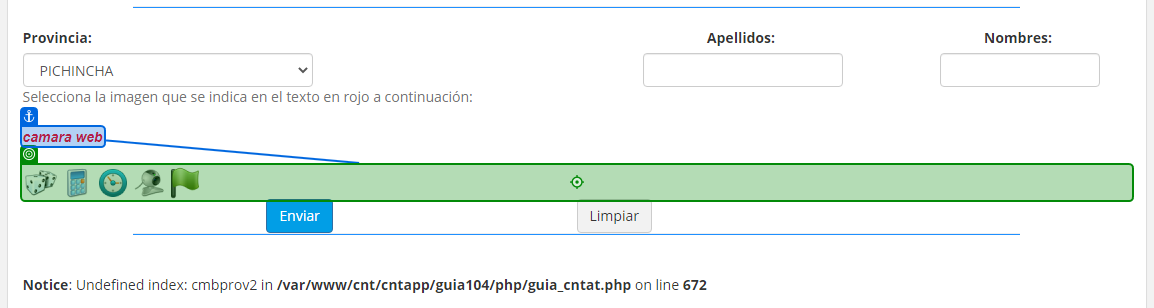 Provincia: Apellidos: Nombres:
PICHINCHA
Selecciona la imagen que se indica en el texto en rojo a continuación:
camara web
Enviar Limpiar
Notice: Undefined index: cmbprov2 in /var/www/cnt/cntapp/guia104/php/guia_cntat.php on line 672